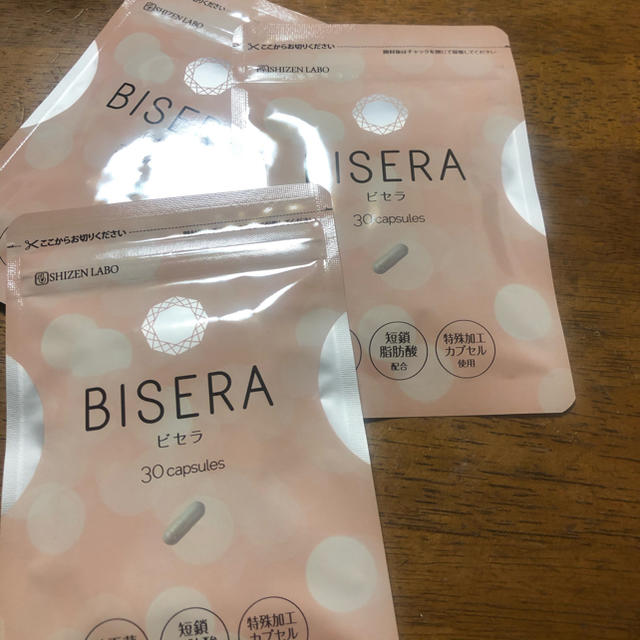 SHIZEN LABO
BISERA
✂ここからお切りください
SHIZEN LABO
BISERA
ビセラ
30 capsules
短鎖
脂肪酸
配合
特殊加工
カプセル
使用
✂ここからお切りください
SHIZEN LABO
BISERA
ビセラ
30 capsules
短鎖
特殊加工
カプセル